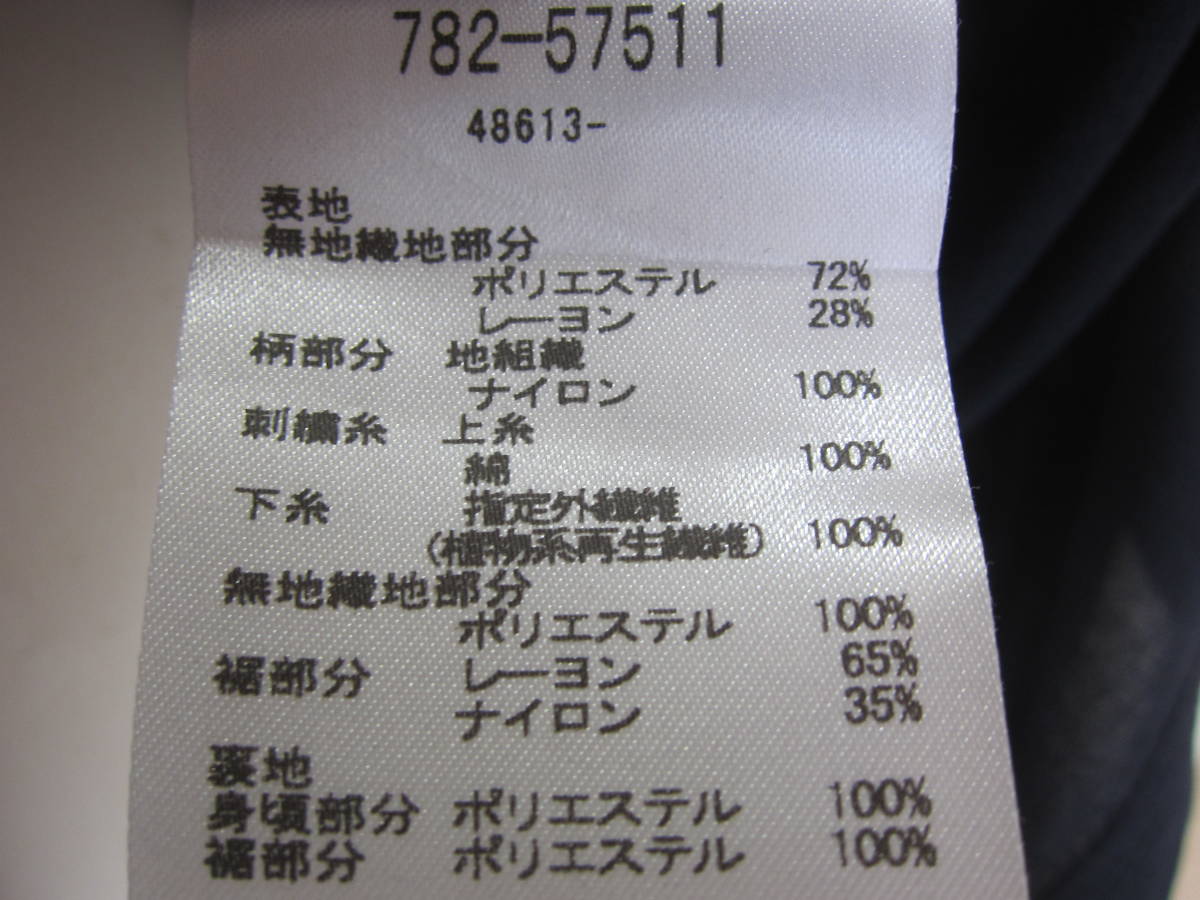 782-57511
48613-
表地
無地織地部分
ポリエステル 72%
レーヨン 28%
柄部分 地組織
ナイロン 100%
刺繍糸 上糸
綿 100%
下糸 指定外繊維
(植物系再生繊維) 100%
無地織地部分
ポリエステル 100%
裾部分 レーヨン 65%
ナイロン 35%
裏地
身頃部分 ポリエステル 100%
裾部分 ポリエステル 100%